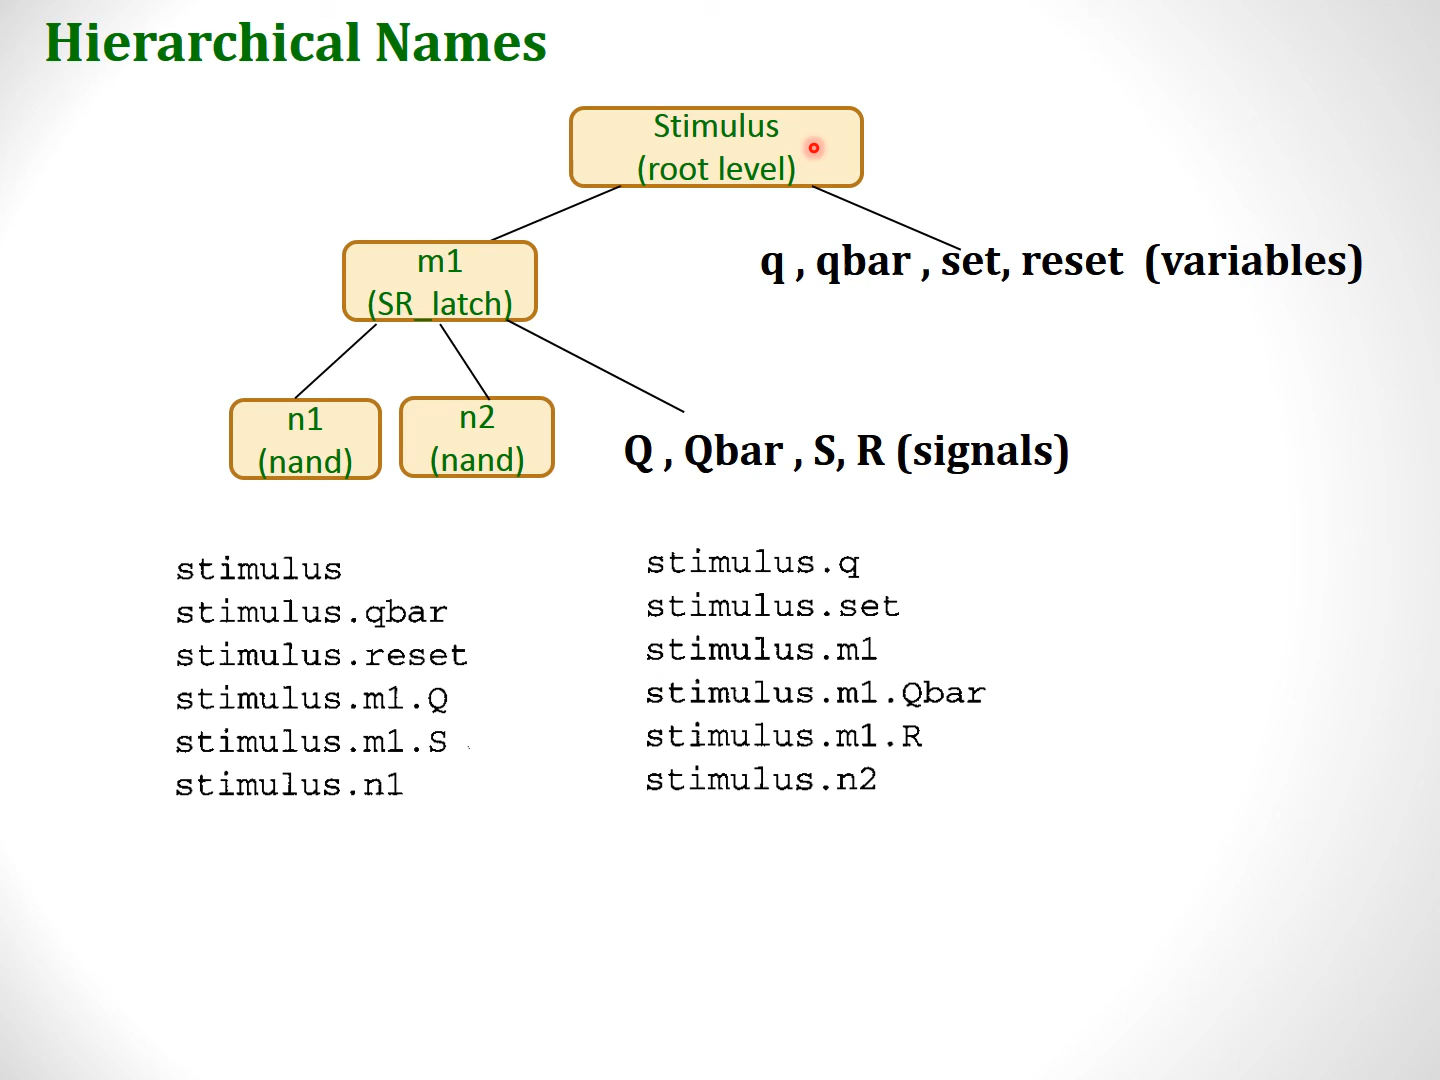 Hierarchical Names
Stimulus
(root level)
m1
(SR_latch)
q , qbar , set, reset (variables)
n1
(nand)
n2
(nand)
Q , Qbar , S, R (signals)
stimulus
stimulus.qbar
stimulus.reset
stimulus.m1.Q
stimulus.m1.S
stimulus.n1
stimulus.q
stimulus.set
stimulus.m1
stimulus.m1.Qbar
stimulus.m1.R
stimulus.n2